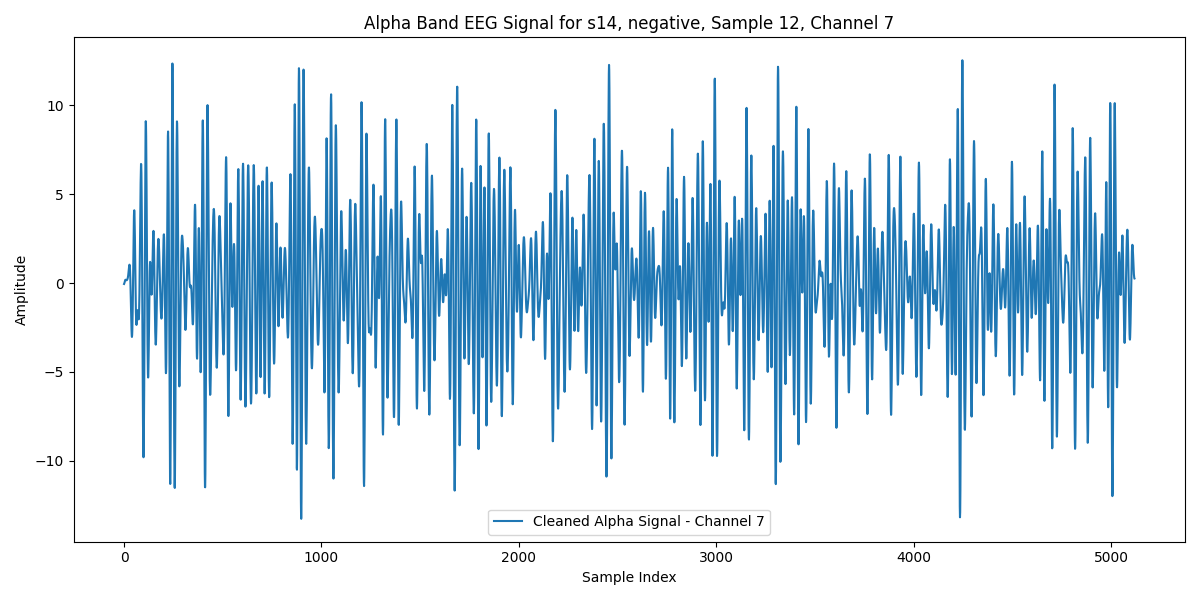 Alpha Band EEG Signal for s14, negative, Sample 12, Channel 7
10
5
0
−5
−10
Amplitude
Cleaned Alpha Signal - Channel 7
0 1000 2000 3000 4000 5000
Sample Index